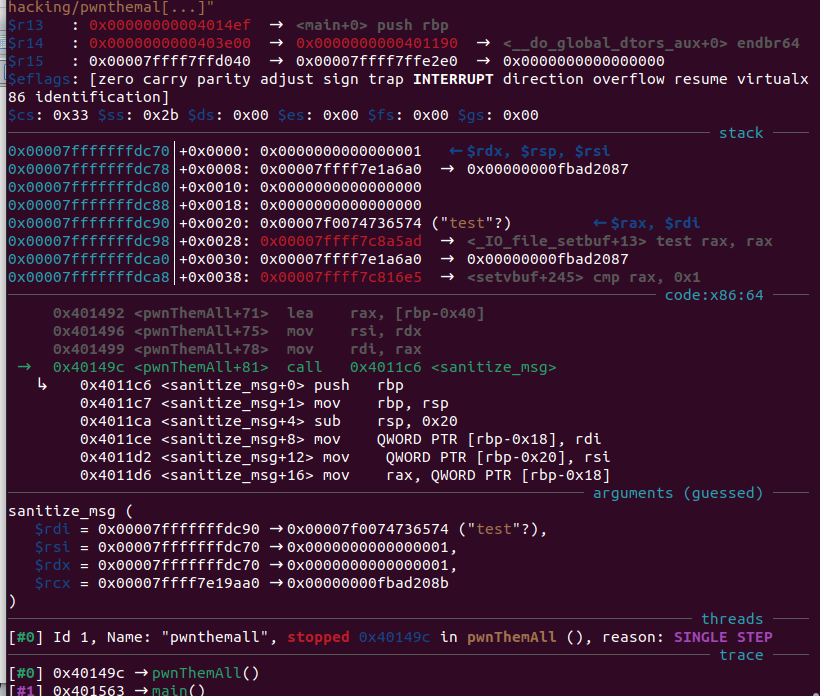 hacking/pwnthemal[...]"
$r13   : 0x00000000004014ef  →  <main+0> push rbp
$r14   : 0x0000000000403e00  →  0x0000000000401190  →  <__do_global_dtors_aux+0> endbr64
$r15   : 0x00007ffff7ffd040  →  0x00007ffff7ffe2e0  →  0x0000000000000000
$eflags: [zero carry parity adjust sign trap INTERRUPT direction overflow resume virtualx
86 identification]
$cs: 0x33 $ss: 0x2b $ds: 0x00 $es: 0x00 $fs: 0x00 $gs: 0x00
stack
0x00007fffffffdc70│+0x0000: 0x0000000000000001   ←$rdx, $rsp, $rsi
0x00007fffffffdc78│+0x0008: 0x00007ffff7e1a6a0  →  0x00000000fbad2087
0x00007fffffffdc80│+0x0010: 0x0000000000000000
0x00007fffffffdc88│+0x0018: 0x0000000000000000
0x00007fffffffdc90│+0x0020: 0x00007f0074736574 ("test"?)         ←$rax, $rdi
0x00007fffffffdc98│+0x0028: 0x00007ffff7c8a5ad  →  <_IO_file_setbuf+13> test rax, rax
0x00007fffffffdca0│+0x0030: 0x00007ffff7e1a6a0  →  0x00000000fbad2087
0x00007fffffffdca8│+0x0038: 0x00007ffff7c816e5  →  <setvbuf+245> cmp rax, 0x1
code:x86:64
0x401492 <pwnThemAll+71>  lea    rax, [rbp-0x40]
0x401496 <pwnThemAll+75>  mov    rsi, rdx
0x401499 <pwnThemAll+78>  mov    rdi, rax
→  0x40149c <pwnThemAll+81>  call   0x4011c6 <sanitize_msg>
↳    0x4011c6 <sanitize_msg+0> push   rbp
0x4011c7 <sanitize_msg+1> mov    rbp, rsp
0x4011ca <sanitize_msg+4> sub    rsp, 0x20
0x4011ce <sanitize_msg+8> mov    QWORD PTR [rbp-0x18], rdi
0x4011d2 <sanitize_msg+12> mov    QWORD PTR [rbp-0x20], rsi
0x4011d6 <sanitize_msg+16> mov    rax, QWORD PTR [rbp-0x18]
arguments (guessed)
sanitize_msg (
$rdi = 0x00007fffffffdc90 → 0x00007f0074736574 ("test"?),
$rsi = 0x00007fffffffdc70 → 0x0000000000000001,
$rdx = 0x00007fffffffdc70 → 0x0000000000000001,
$rcx = 0x00007ffff7e19aa0 → 0x00000000fbad208b
)
threads
[#0] Id 1, Name: "pwnthemall", stopped 0x40149c in pwnThemAll (), reason: SINGLE STEP
trace
[#0] 0x40149c → pwnThemAll()
[#1] 0x401563 → main()